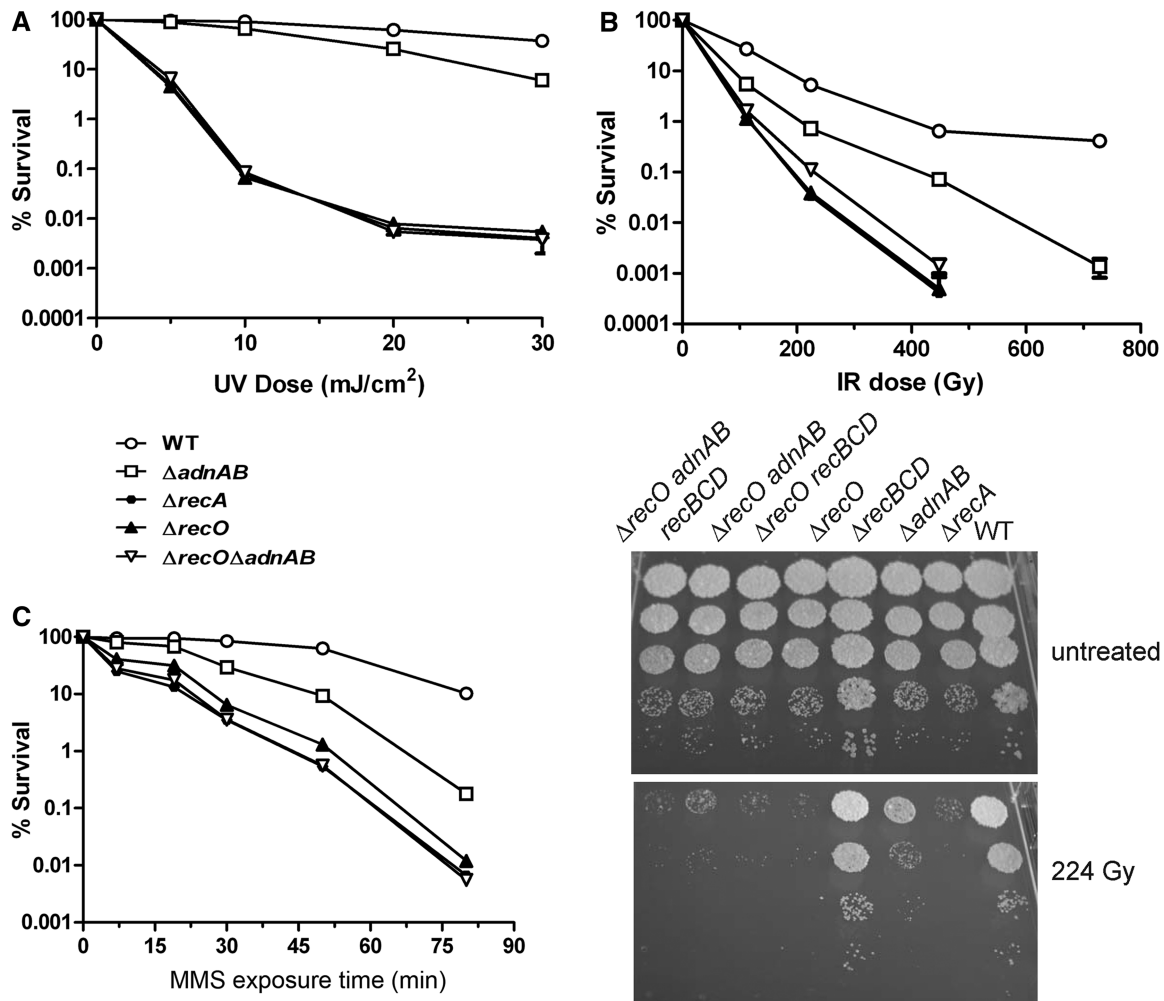 A
100
10
1
0.1
0.01
0.001
0.0001
% Survival
0 10 20 30
UV Dose (mJ/cm2)
B
100
10
1
0.1
0.01
0.001
0.0001
% Survival
0 200 400 600 800
IR dose (Gy)
WT
ΔadnAB
ΔrecA
ΔrecO
ΔrecOΔadnAB
ΔrecO adnAB
recBCD
ΔrecO adnAB
ΔrecO recBCD
ΔrecO
ΔrecBCD
ΔadnAB
ΔrecA
WT
untreated
224 Gy
C
100
10
1
0.1
0.01
0.001
% Survival
0 15 30 45 60 75 90
MMS exposure time (min)